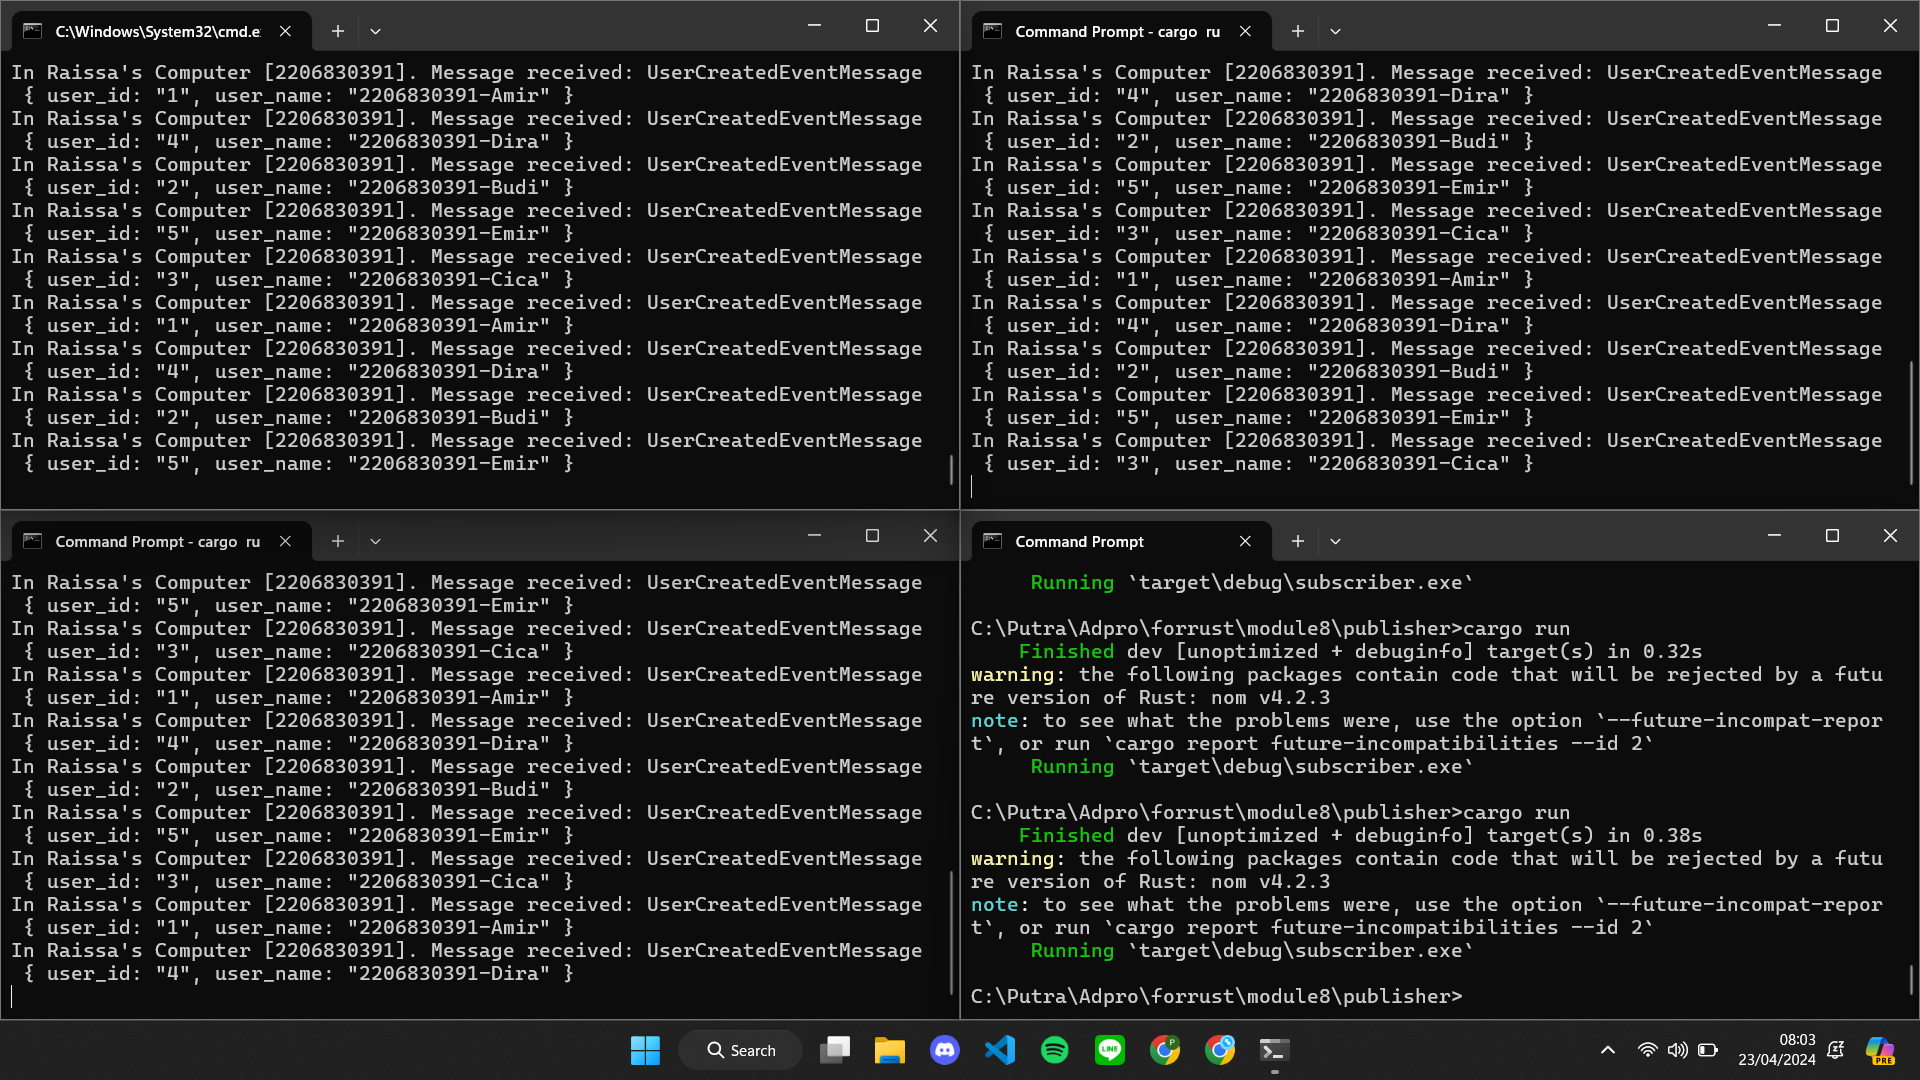 C:\Windows\System32\cmd.e
In Raissa's Computer [2206830391]. Message received: UserCreatedEventMessage
{ user_id: "1", user_name: "2206830391-Amir" }
In Raissa's Computer [2206830391]. Message received: UserCreatedEventMessage
{ user_id: "4", user_name: "2206830391-Dira" }
In Raissa's Computer [2206830391]. Message received: UserCreatedEventMessage
{ user_id: "2", user_name: "2206830391-Budi" }
In Raissa's Computer [2206830391]. Message received: UserCreatedEventMessage
{ user_id: "5", user_name: "2206830391-Emir" }
In Raissa's Computer [2206830391]. Message received: UserCreatedEventMessage
{ user_id: "3", user_name: "2206830391-Cica" }
In Raissa's Computer [2206830391]. Message received: UserCreatedEventMessage
{ user_id: "1", user_name: "2206830391-Amir" }
In Raissa's Computer [2206830391]. Message received: UserCreatedEventMessage
{ user_id: "4", user_name: "2206830391-Dira" }
In Raissa's Computer [2206830391]. Message received: UserCreatedEventMessage
{ user_id: "2", user_name: "2206830391-Budi" }
In Raissa's Computer [2206830391]. Message received: UserCreatedEventMessage
{ user_id: "5", user_name: "2206830391-Emir" }
Command Prompt - cargo  ru
In Raissa's Computer [2206830391]. Message received: UserCreatedEventMessage
{ user_id: "4", user_name: "2206830391-Dira" }
In Raissa's Computer [2206830391]. Message received: UserCreatedEventMessage
{ user_id: "2", user_name: "2206830391-Budi" }
In Raissa's Computer [2206830391]. Message received: UserCreatedEventMessage
{ user_id: "5", user_name: "2206830391-Emir" }
In Raissa's Computer [2206830391]. Message received: UserCreatedEventMessage
{ user_id: "3", user_name: "2206830391-Cica" }
In Raissa's Computer [2206830391]. Message received: UserCreatedEventMessage
{ user_id: "1", user_name: "2206830391-Amir" }
In Raissa's Computer [2206830391]. Message received: UserCreatedEventMessage
{ user_id: "4", user_name: "2206830391-Dira" }
In Raissa's Computer [2206830391]. Message received: UserCreatedEventMessage
{ user_id: "2", user_name: "2206830391-Budi" }
In Raissa's Computer [2206830391]. Message received: UserCreatedEventMessage
{ user_id: "5", user_name: "2206830391-Emir" }
In Raissa's Computer [2206830391]. Message received: UserCreatedEventMessage
{ user_id: "3", user_name: "2206830391-Cica" }
Command Prompt - cargo  ru
In Raissa's Computer [2206830391]. Message received: UserCreatedEventMessage
{ user_id: "5", user_name: "2206830391-Emir" }
In Raissa's Computer [2206830391]. Message received: UserCreatedEventMessage
{ user_id: "3", user_name: "2206830391-Cica" }
In Raissa's Computer [2206830391]. Message received: UserCreatedEventMessage
{ user_id: "1", user_name: "2206830391-Amir" }
In Raissa's Computer [2206830391]. Message received: UserCreatedEventMessage
{ user_id: "4", user_name: "2206830391-Dira" }
In Raissa's Computer [2206830391]. Message received: UserCreatedEventMessage
{ user_id: "2", user_name: "2206830391-Budi" }
In Raissa's Computer [2206830391]. Message received: UserCreatedEventMessage
{ user_id: "5", user_name: "2206830391-Emir" }
In Raissa's Computer [2206830391]. Message received: UserCreatedEventMessage
{ user_id: "3", user_name: "2206830391-Cica" }
In Raissa's Computer [2206830391]. Message received: UserCreatedEventMessage
{ user_id: "1", user_name: "2206830391-Amir" }
In Raissa's Computer [2206830391]. Message received: UserCreatedEventMessage
{ user_id: "4", user_name: "2206830391-Dira" }
Command Prompt
Running `target\debug\subscriber.exe`
C:\Putra\Adpro\forrust\module8\publisher>cargo run
Finished dev [unoptimized + debuginfo] target(s) in 0.32s
warning: the following packages contain code that will be rejected by a futu
re version of Rust: nom v4.2.3
note: to see what the problems were, use the option `--future-incompat-repor
t`, or run `cargo report future-incompatibilities --id 2`
Running `target\debug\subscriber.exe`
C:\Putra\Adpro\forrust\module8\publisher>cargo run
Finished dev [unoptimized + debuginfo] target(s) in 0.38s
warning: the following packages contain code that will be rejected by a futu
re version of Rust: nom v4.2.3
note: to see what the problems were, use the option `--future-incompat-repor
t`, or run `cargo report future-incompatibilities --id 2`
Running `target\debug\subscriber.exe`
C:\Putra\Adpro\forrust\module8\publisher>
Search
LINE
P
08:03
23/04/2024
PRE